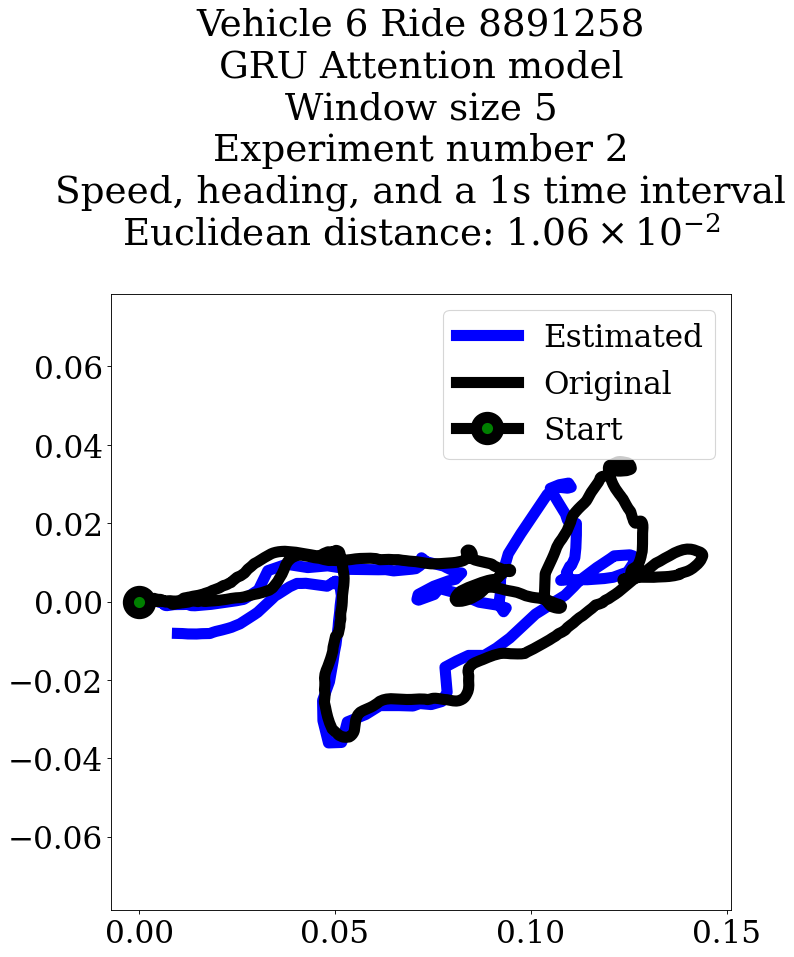 Vehicle 6 Ride 8891258
GRU Attention model
Window size 5
Experiment number 2
Speed, heading, and a 1s time interval
Euclidean distance: 1.06 × 10⁻²
Estimated
Original
Start
0.06
0.04
0.02
0.00
−0.02
−0.04
−0.06
0.00 0.05 0.10 0.15